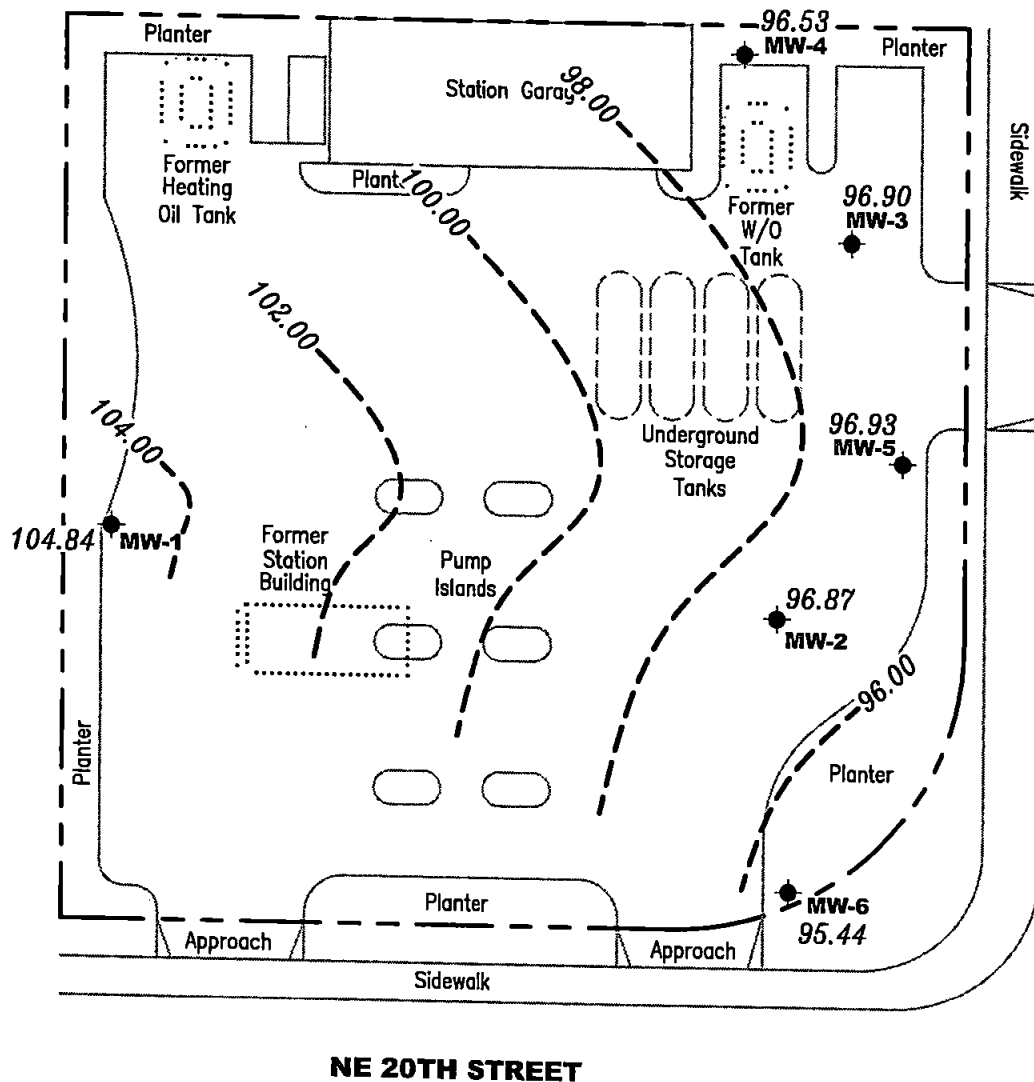 Planter
96.53
MW-4
Planter
Station Garag
98.00
Former
Heating
Oil Tank
Plant
100.00
Former
W/O
Tank
96.90
MW-3
Sidewalk
102.00
104.00
Underground
Storage
Tanks
96.93
MW-5
104.84
MW-1
Former
Station
Building
Pump
Islands
96.87
MW-2
96.00
Planter
Planter
Planter
MW-6
95.44
Approach
Approach
Sidewalk
NE 20TH STREET